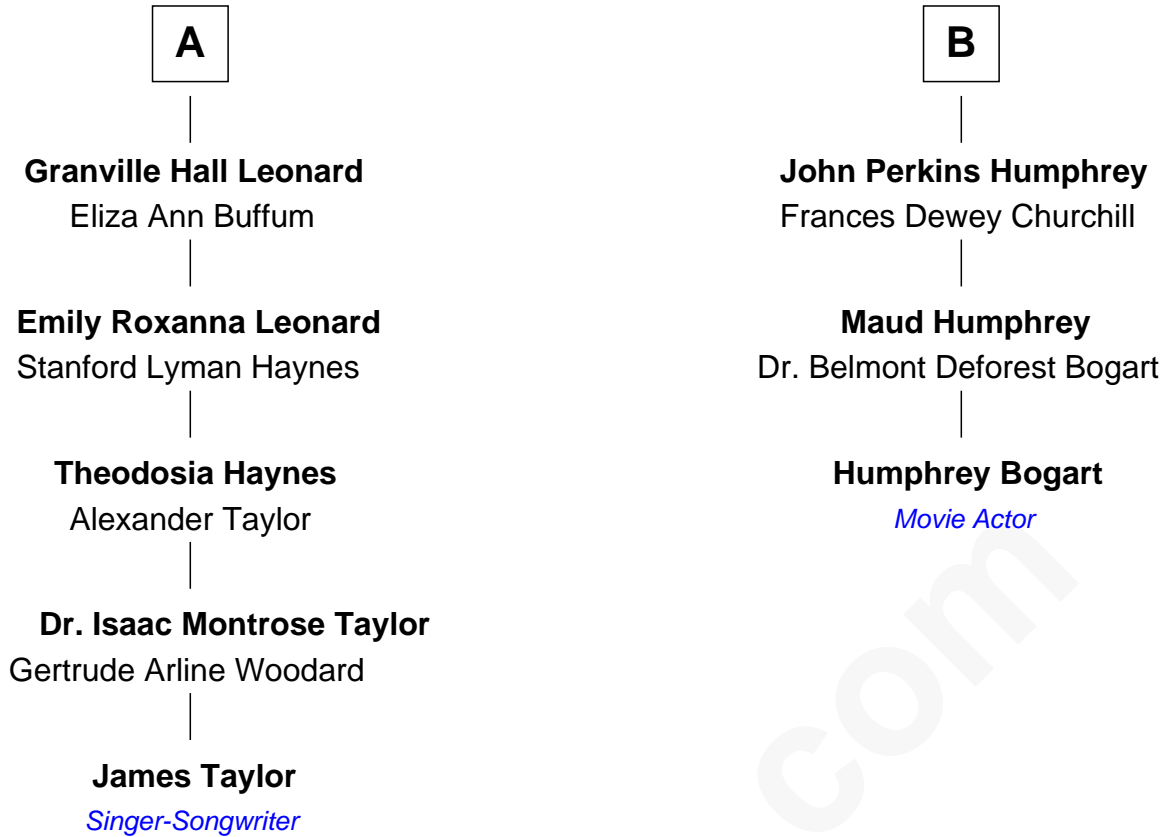 A
Granville Hall Leonard
Eliza Ann Buffum
Emily Roxanna Leonard
Stanford Lyman Haynes
Theodosia Haynes
Alexander Taylor
Dr. Isaac Montrose Taylor
Gertrude Arline Woodard
James Taylor
Singer-Songwriter
B
John Perkins Humphrey
Frances Dewey Churchill
Maud Humphrey
Dr. Belmont Deforest Bogart
Humphrey Bogart
Movie Actor
com